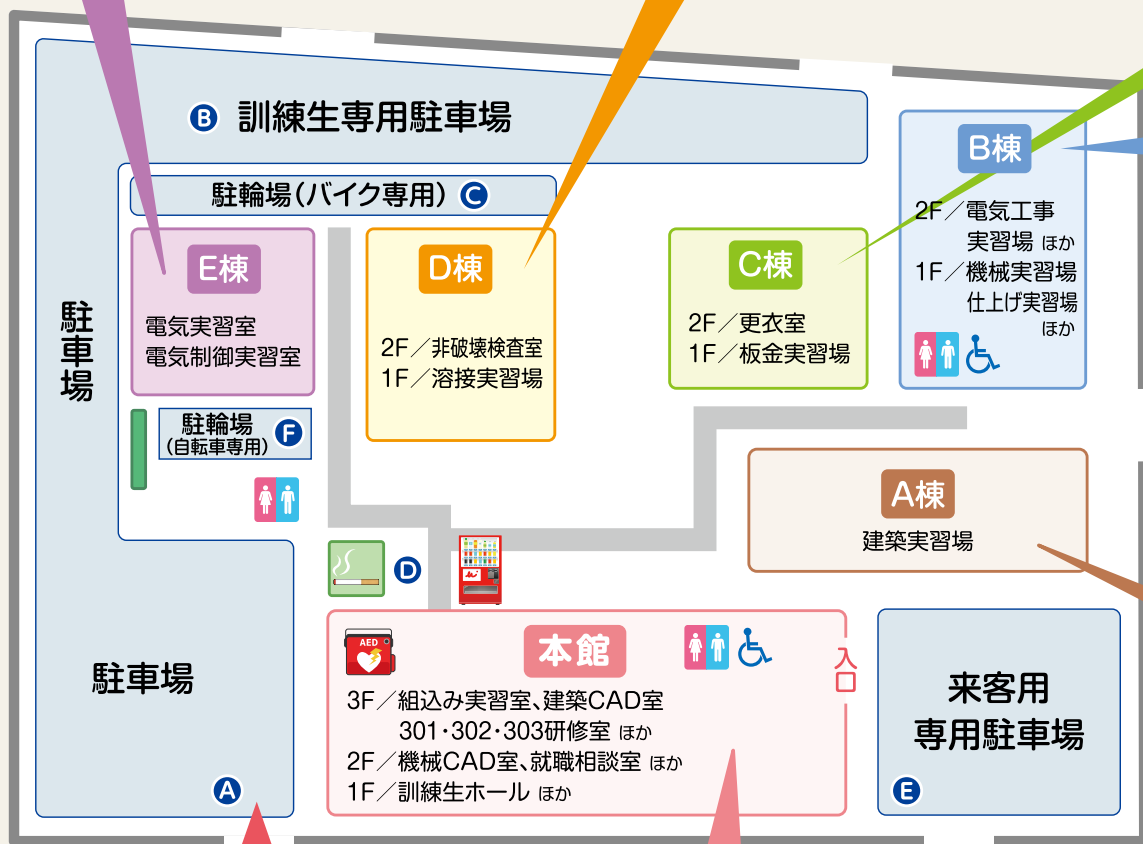 B 訓練生専用駐車場
駐輪場(バイク専用) C
B棟
2F／電気工事
実習場 ほか
1F／機械実習場
仕上げ実習場
ほか
E棟
電気実習室
電気制御実習室
D棟
2F／非破壊検査室
1F／溶接実習場
C棟
2F／更衣室
1F／板金実習場
駐車場
駐輪場
(自転車専用) F
A棟
建築実習場
D
AED
本館
入口
3F／組込み実習室、建築CAD室
301・302・303研修室 ほか
2F／機械CAD室、就職相談室 ほか
1F／訓練生ホール ほか
駐車場
A
来客用
専用駐車場
E